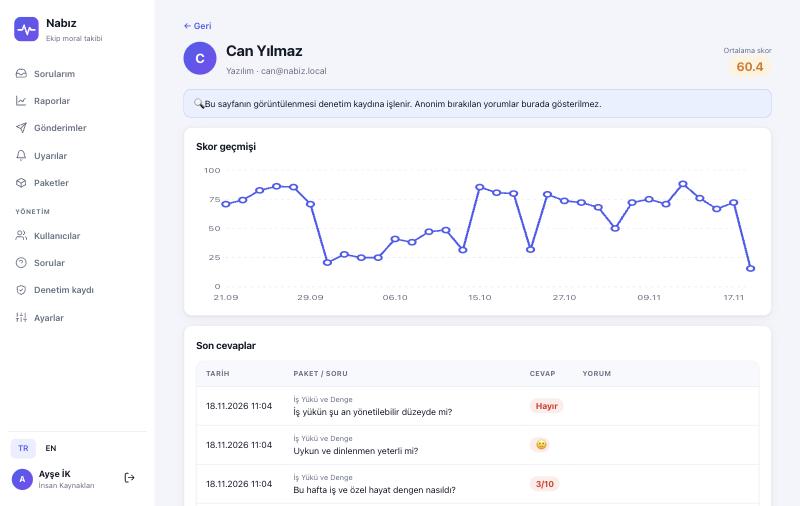 Nabız
Ekip moral takibi
Sorularım
Raporlar
Gönderimler
Uyarılar
Paketler
YÖNETİM
Kullanıcılar
Sorular
Denetim kaydı
Ayarlar
TR EN
A
Ayşe İK
İnsan Kaynakları
← Geri
C
Can Yılmaz
Yazılım · can@nabiz.local
Ortalama skor
60.4
Bu sayfanın görüntülenmesi denetim kaydına işlenir. Anonim bırakılan yorumlar burada gösterilmez.
Skor geçmişi
100
75
50
25
0
21.09 29.09 06.10 15.10 27.10 09.11 17.11
Son cevaplar
TARİH PAKET / SORU CEVAP YORUM
İş Yükü ve Denge
18.11.2026 11:04 İş yükün şu an yönetilebilir düzeyde mi? Hayır
İş Yükü ve Denge
18.11.2026 11:04 Uykun ve dinlenmen yeterli mi?
İş Yükü ve Denge
18.11.2026 11:04 Bu hafta iş ve özel hayat dengen nasıldı? 3/10